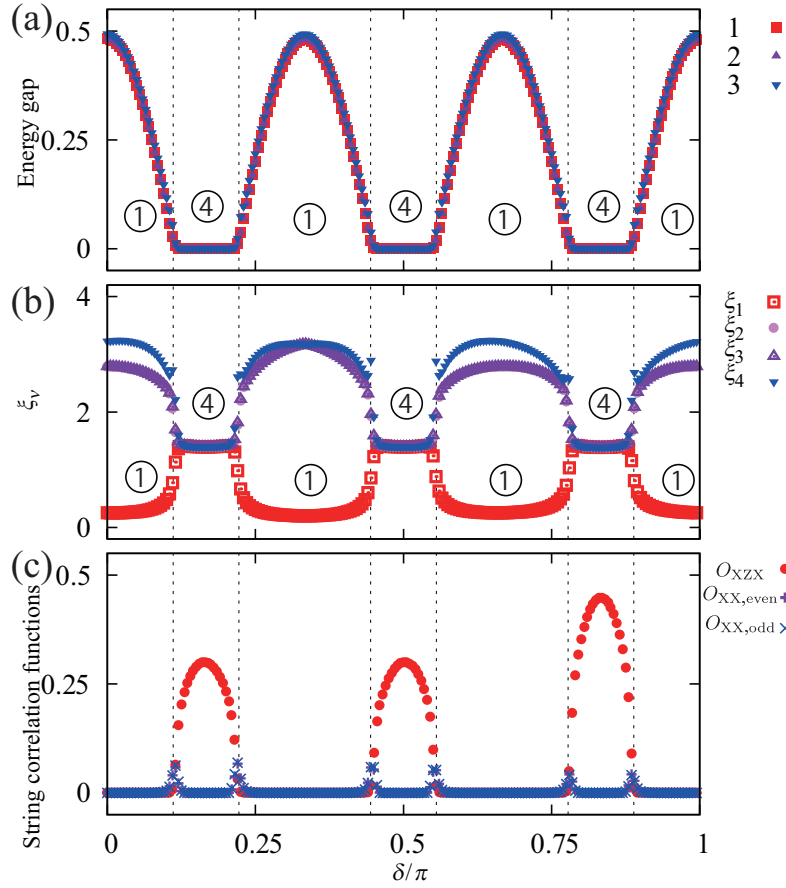 (a)
0.5
0.25
0
Energy gap
1
2
3
① ④ ① ④ ① ④ ①
(b)
4
2
0
ξν
ξ1
ξ2
ξ3
ξ4
④ ④ ④
① ① ① ①
(c)
0.5
0.25
0
String correlation functions
OXZX
OXX,even
OXX,odd
0 0.25 0.5 0.75 1
δ/π